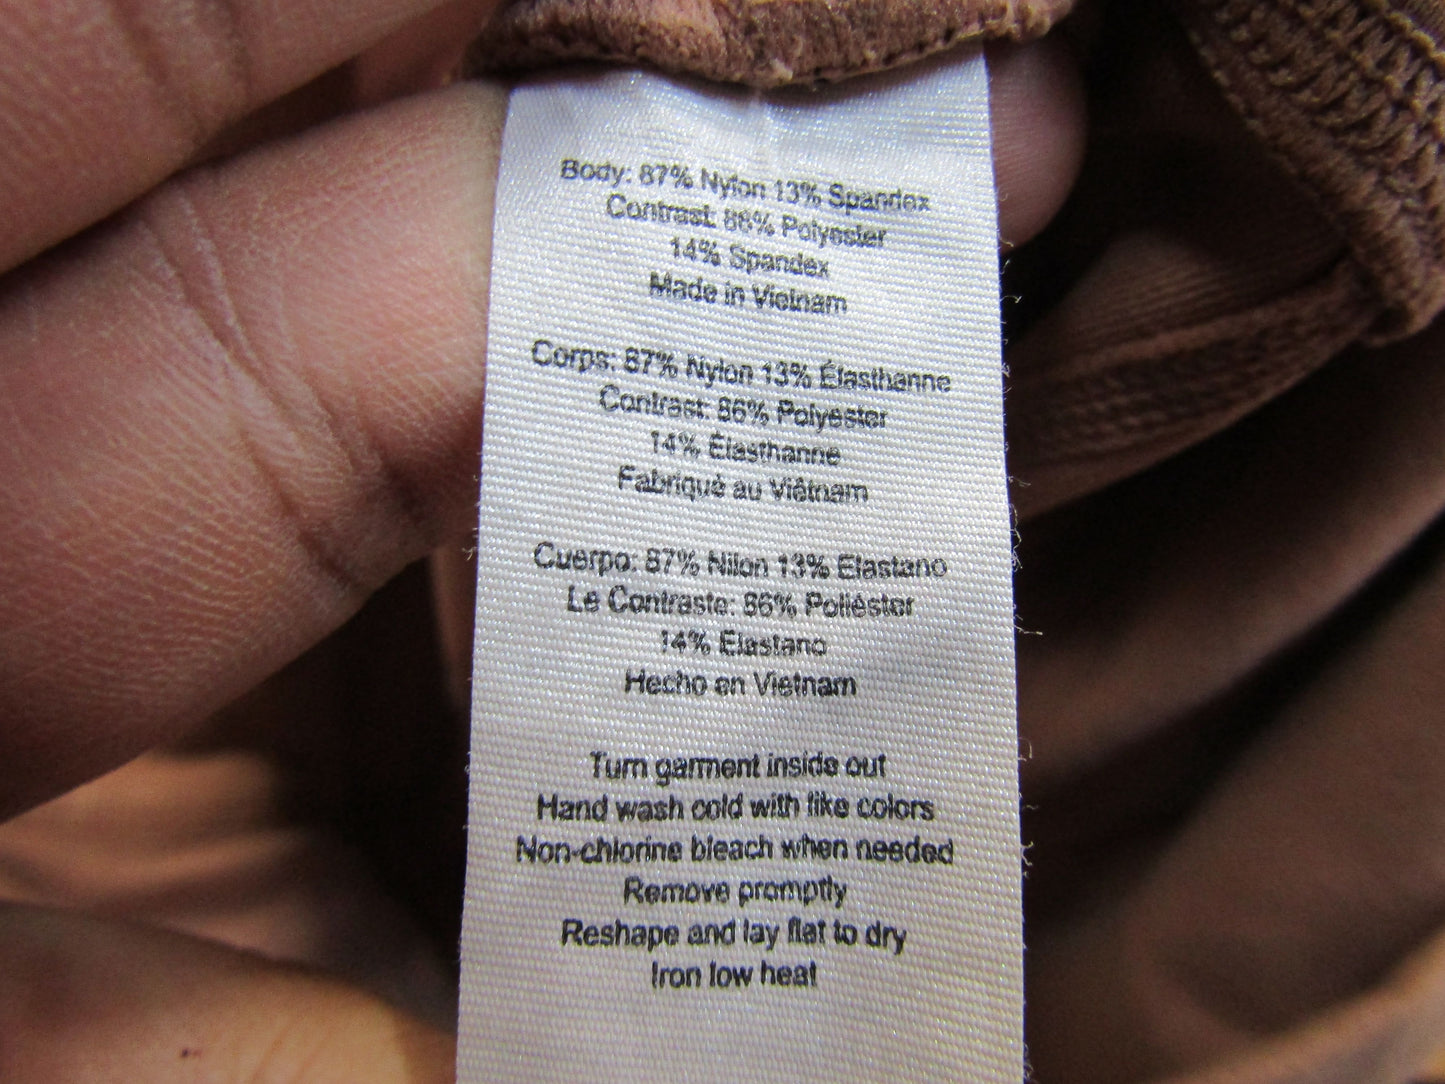 Body: 87% Nylon 13% Spandex
Contrast: 86% Polyester
14% Spandex
Made in Vietnam
Corps: 87% Nylon 13% Élasthanne
Contrast: 86% Polyester
14% Élasthanne
Fabriqué au Viêtnam
Cuerpo: 87% Nilon 13% Elastano
Le Contraste: 86% Poliéster
14% Elastano
Hecho en Vietnam
Turn garment inside out
Hand wash cold with like colors
Non-chlorine bleach when needed
Remove promptly
Reshape and lay flat to dry
Iron low heat